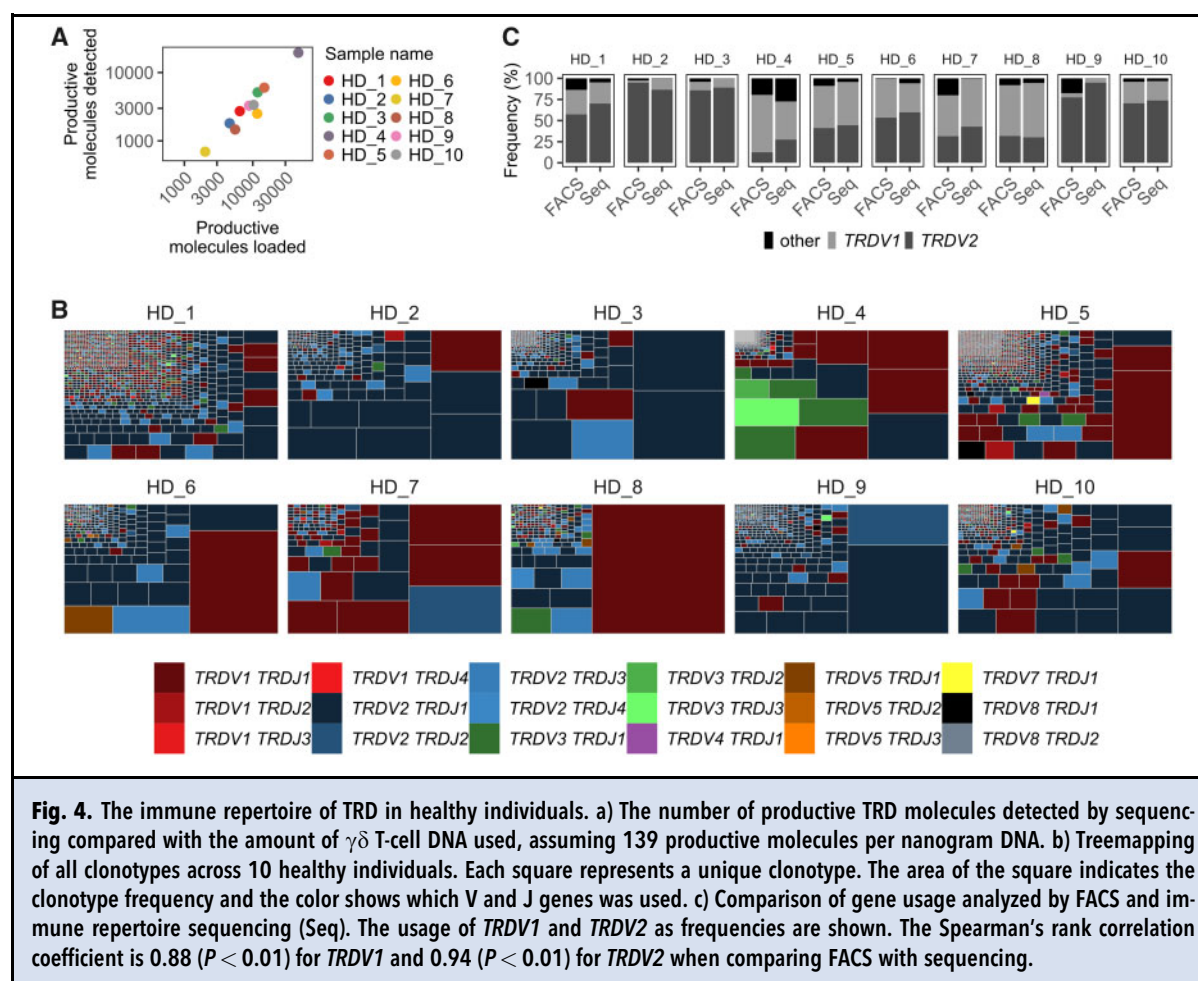 A
Productive
molecules detected
10000
3000
1000
1000
3000
10000
30000
Productive
molecules loaded
Sample name
HD_1
HD_6
HD_2
HD_7
HD_3
HD_8
HD_4
HD_9
HD_5
HD_10
C
HD_1 HD_2 HD_3 HD_4 HD_5 HD_6 HD_7 HD_8 HD_9 HD_10
Frequency (%)
100
75
50
25
0
FACS Seq FACS Seq FACS Seq FACS Seq FACS Seq FACS Seq FACS Seq FACS Seq FACS Seq FACS Seq
other TRDV1 TRDV2
B
HD_1 HD_2 HD_3 HD_4 HD_5
HD_6 HD_7 HD_8 HD_9 HD_10
TRDV1 TRDJ1 TRDV1 TRDJ4 TRDV2 TRDJ3 TRDV3 TRDJ2 TRDV5 TRDJ1 TRDV7 TRDJ1
TRDV1 TRDJ2 TRDV2 TRDJ1 TRDV2 TRDJ4 TRDV3 TRDJ3 TRDV5 TRDJ2 TRDV8 TRDJ1
TRDV1 TRDJ3 TRDV2 TRDJ2 TRDV3 TRDJ1 TRDV4 TRDJ1 TRDV5 TRDJ3 TRDV8 TRDJ2
Fig. 4. The immune repertoire of TRD in healthy individuals. a) The number of productive TRD molecules detected by sequenc-
ing compared with the amount of γδ T-cell DNA used, assuming 139 productive molecules per nanogram DNA. b) Treemapping
of all clonotypes across 10 healthy individuals. Each square represents a unique clonotype. The area of the square indicates the
clonotype frequency and the color shows which V and J genes was used. c) Comparison of gene usage analyzed by FACS and im-
mune repertoire sequencing (Seq). The usage of TRDV1 and TRDV2 as frequencies are shown. The Spearman's rank correlation
coefficient is 0.88 (P < 0.01) for TRDV1 and 0.94 (P < 0.01) for TRDV2 when comparing FACS with sequencing.